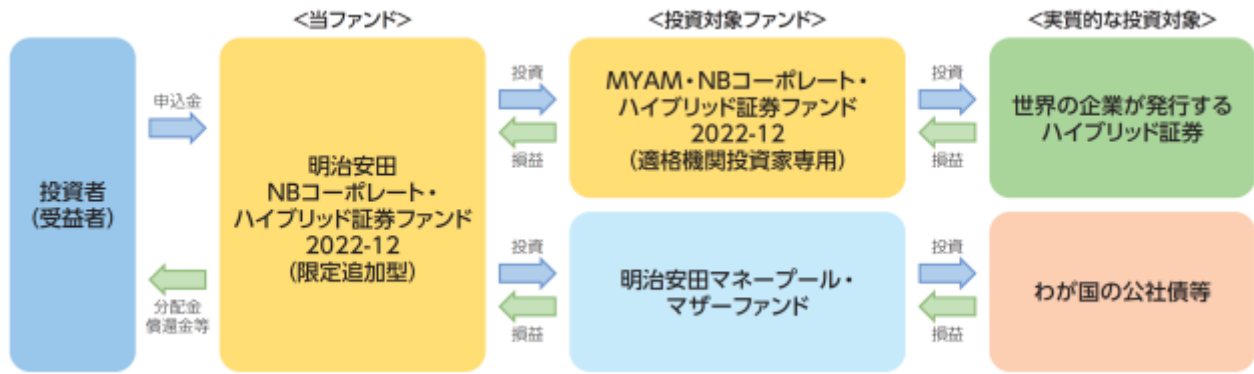 <当ファンド>
<投資対象ファンド>
<実質的な投資対象>
投資者
(受益者)
申込金
分配金
償還金等
明治安田
NBコーポレート・
ハイブリッド証券ファンド
2022-12
(限定追加型)
投資
損益
MYAM・NBコーポレート・
ハイブリッド証券ファンド
2022-12
(適格機関投資家専用)
投資
損益
世界の企業が発行する
ハイブリッド証券
投資
損益
明治安田マネープール・
マザーファンド
投資
損益
わが国の公社債等